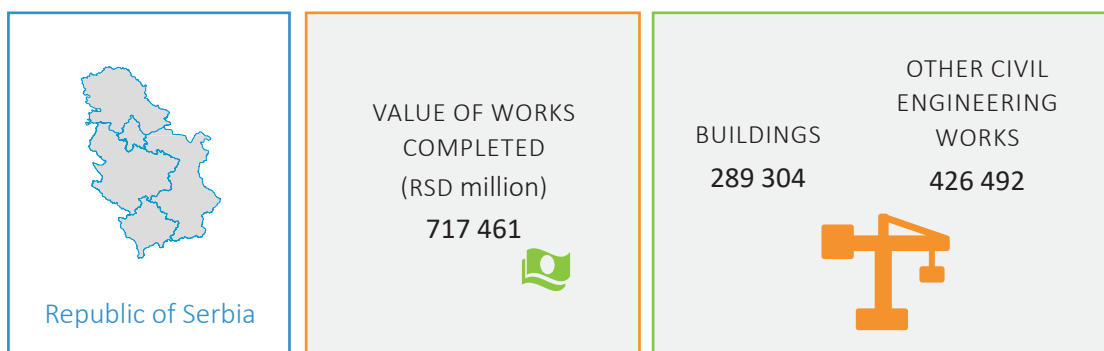 Republic of Serbia
VALUE OF WORKS
COMPLETED
(RSD million)
717 461
BUILDINGS
289 304
OTHER CIVIL
ENGINEERING
WORKS
426 492